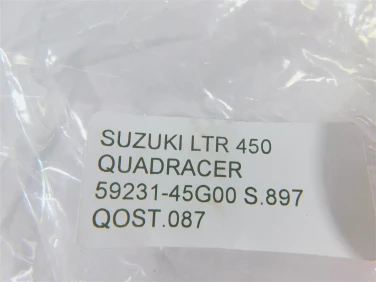 SUZUKI LTR 450
QUADRACER
59231-45G00 S.897
QOST.087